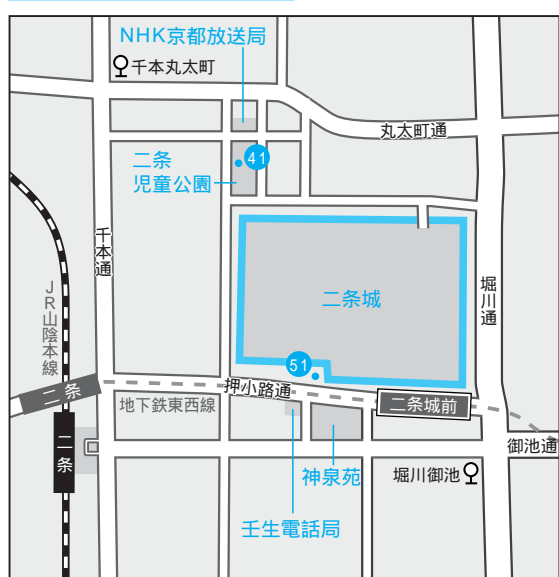 NHK京都放送局
千本丸太町
丸太町通
二条
児童公園
41
千本通
JR山陰本線
二条城
堀川通
51
押小路通
二条
地下鉄東西線
二条城前
二条
御池通
神泉苑
堀川御池
壬生電話局